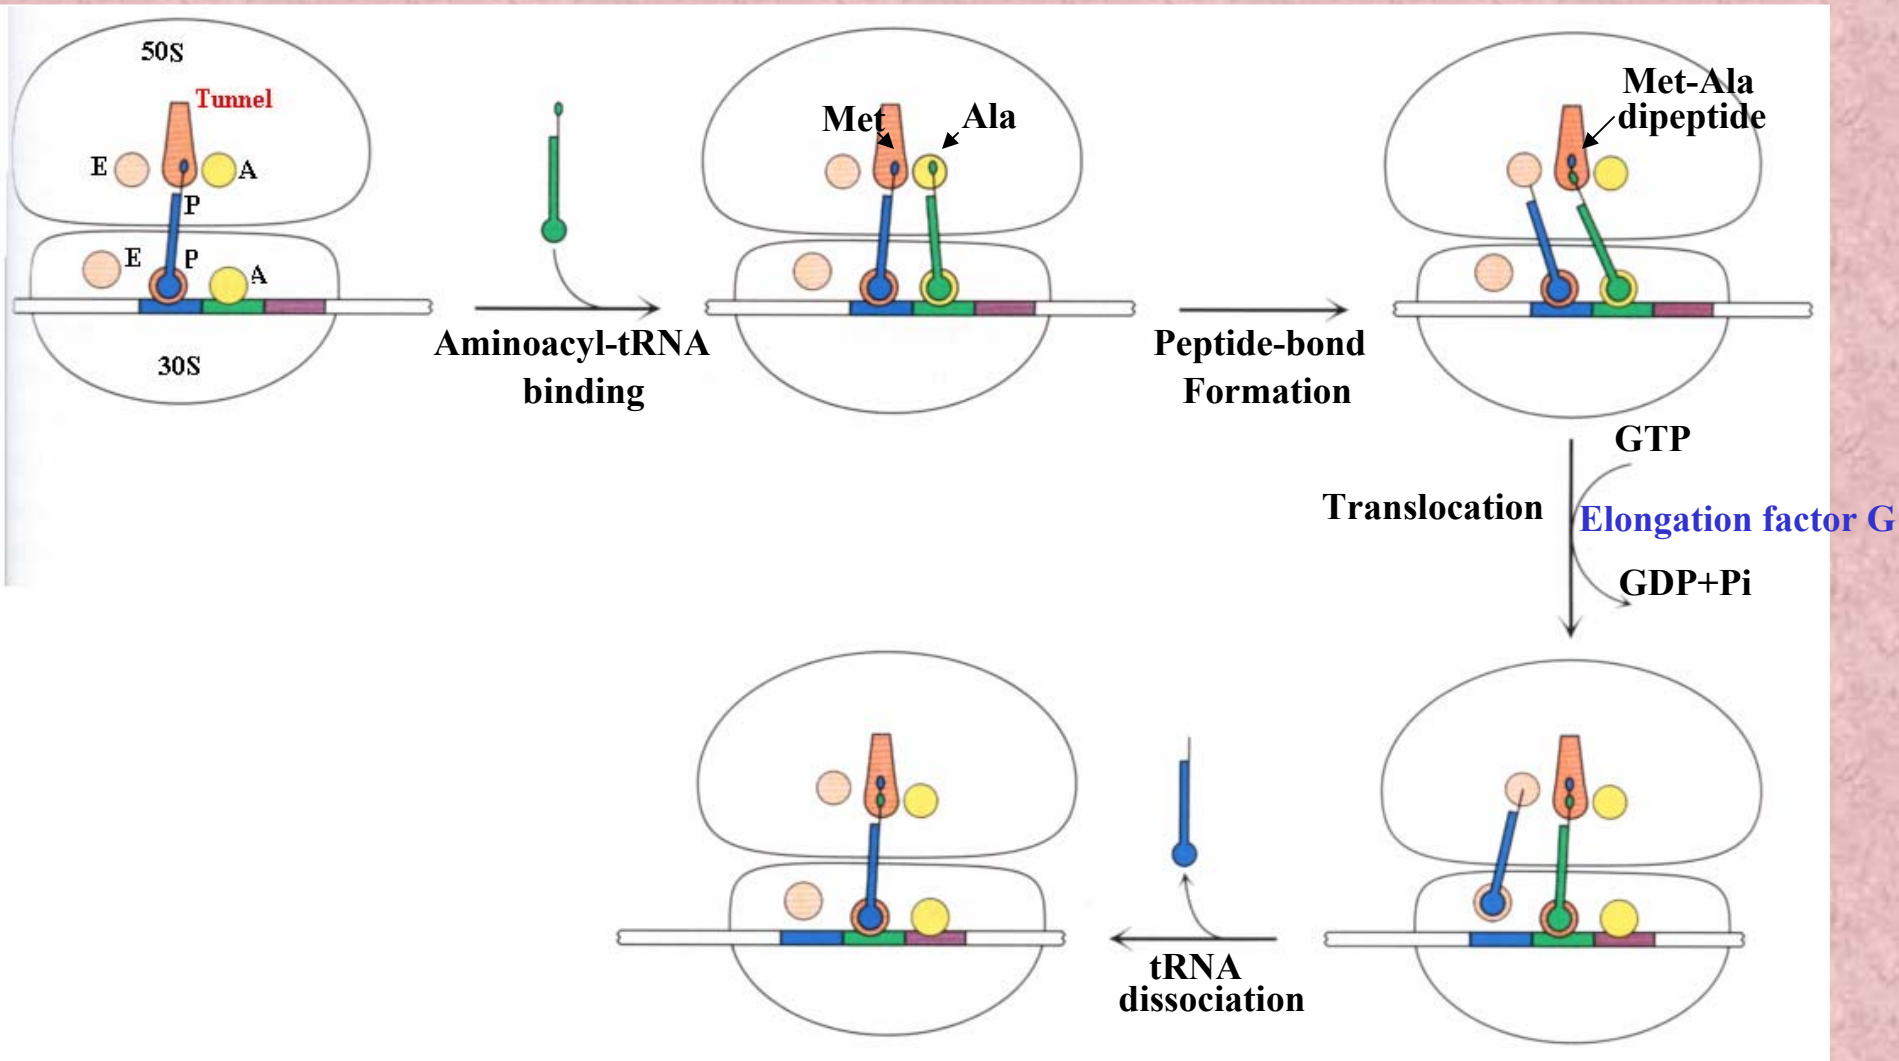 50S
Tunnel
E
A
P
E
P
A
30S
Aminoacyl-tRNA
binding
Met
Ala
Peptide-bond
Formation
Met-Ala
dipeptide
GTP
Translocation
Elongation factor G
GDP+Pi
tRNA
dissociation